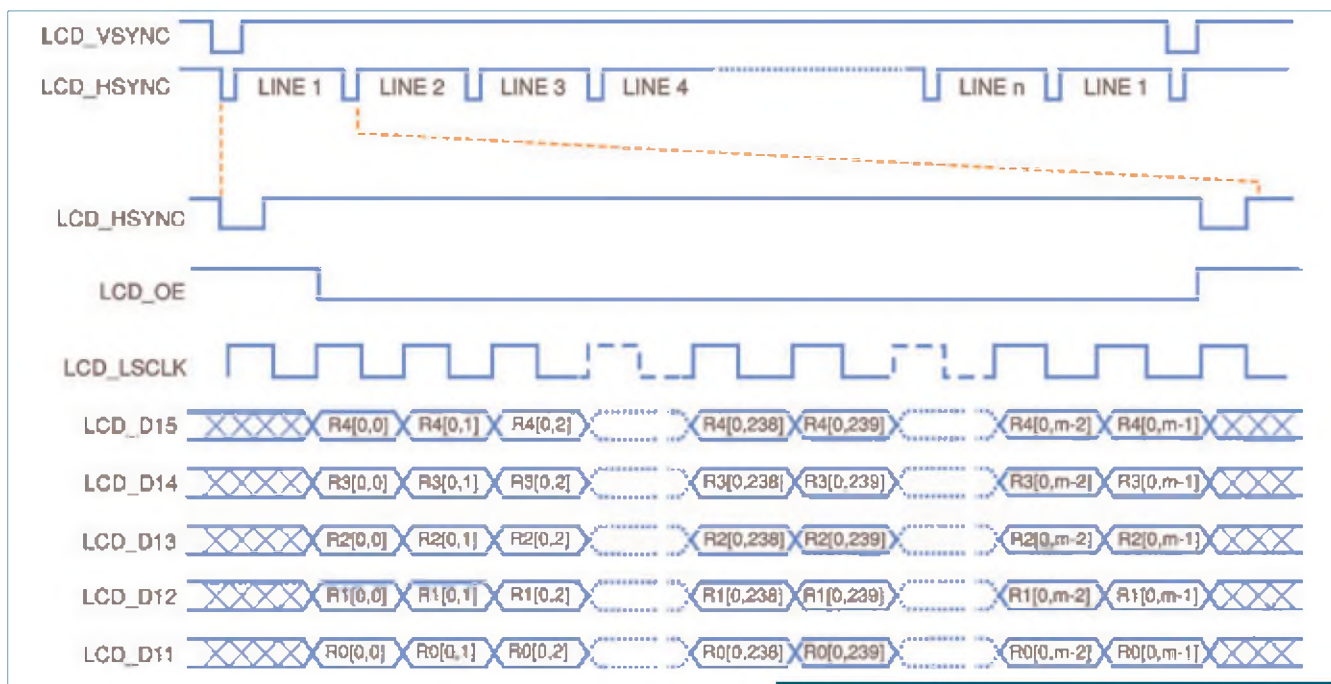 LCD_VSYNC
LCD_HSYNC LINE 1 LINE 2 LINE 3 LINE 4 LINE n LINE 1
LCD_HSYNC
LCD_OE
LCD_LSCLK
LCD_D15 R4[0,0] R4[0,1] R4[0,2] R4[0,238] R4[0,239] R4[0,m-2] R4[0,m-1]
LCD_D14 R3[0,0] R3[0,1] R3[0,2] R3[0,238] R3[0,239] R3[0,m-2] R3[0,m-1]
LCD_D13 R2[0,0] R2[0,1] R2[0,2] R2[0,238] R2[0,239] R2[0,m-2] R2[0,m-1]
LCD_D12 R1[0,0] R1[0,1] R1[0,2] R1[0,238] R1[0,239] R1[0,m-2] R1[0,m-1]
LCD_D11 R0[0,0] R0[0,1] R0[0,2] R0[0,238] R0[0,239] R0[0,m-2] R0[0,m-1]